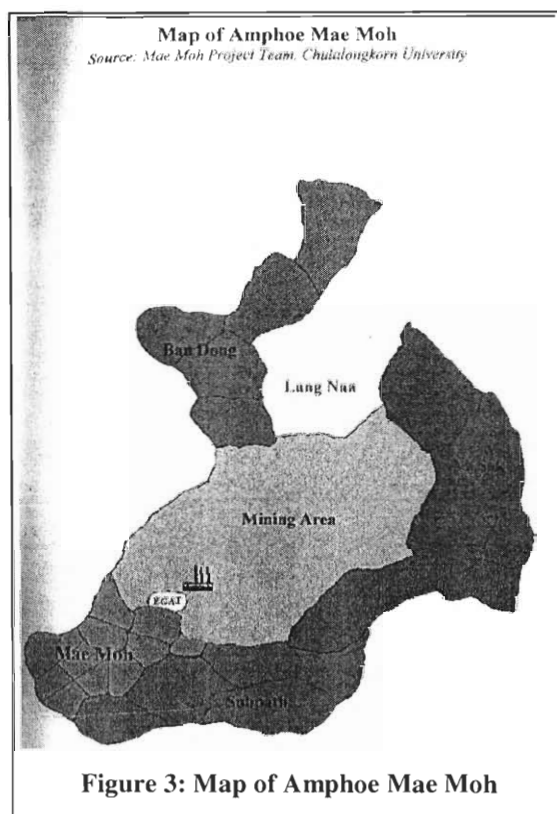 Map of Amphoe Mae Moh
Source: Mae Moh Project Team, Chulalongkorn University
Ban Dong
Lang Naa
Mining Area
EGAT
Mae Moh
Figure 3: Map of Amphoe Mae Moh